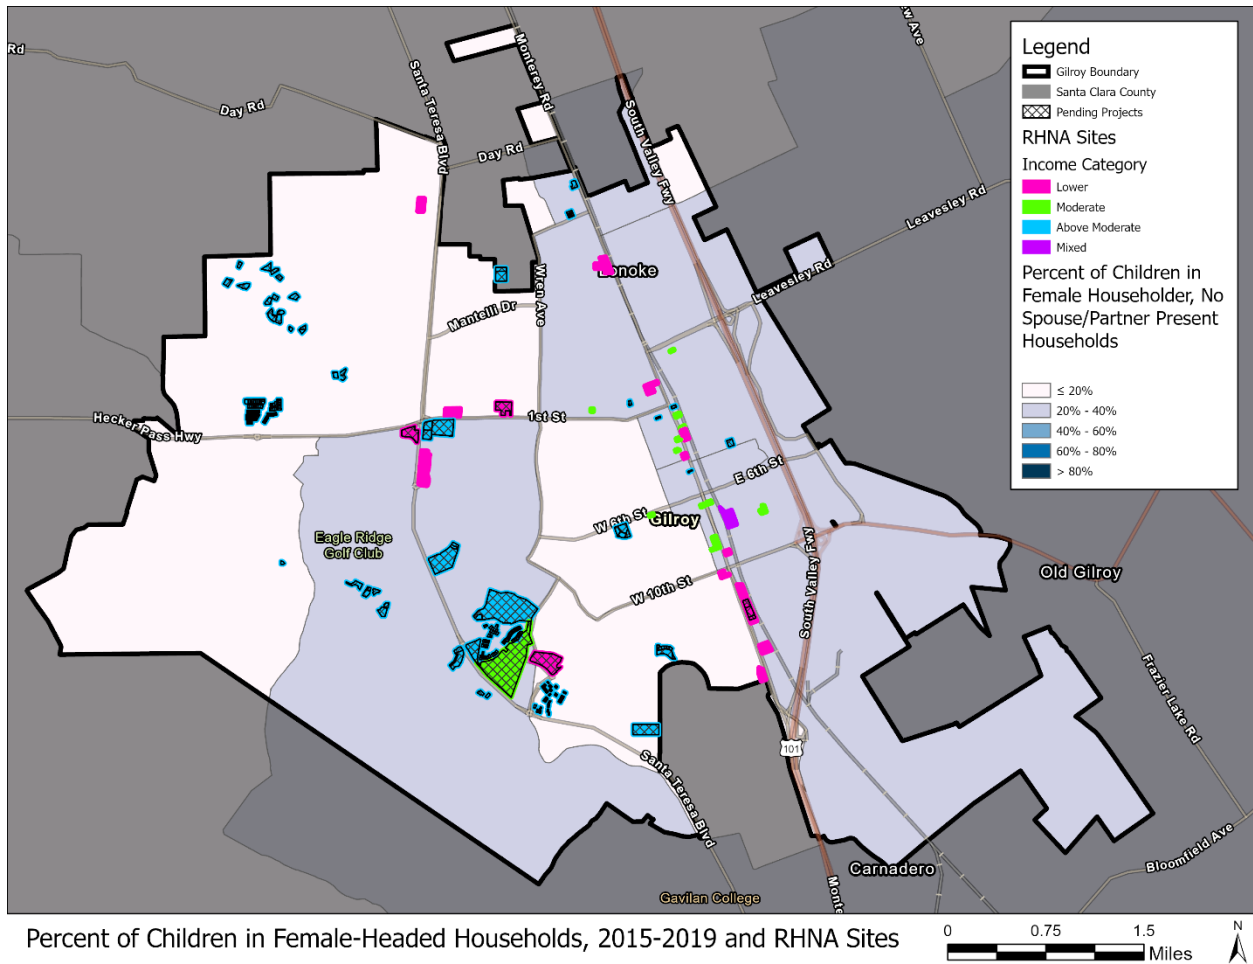 Rd
Day Rd
Santa Teresa Blvd
Monterey Rd
Day Rd
South Valley Fwy
ew Ave
Leavesley Rd
Leavesley Rd
Lonoke
Wren Ave
Mantelli Dr
1st St
Hecker Pass Hwy
E 6th St
W 6th St
Gilroy
Eagle Ridge
Golf Club
W 10th St
South Valley Fwy
Old Gilroy
Frazier Lake Rd
101
Santa Teresa Blvd
Carnadero
Bloomfield Ave
Gavilan College
Monte
Legend
Gilroy Boundary
Santa Clara County
Pending Projects
RHNA Sites
Income Category
Lower
Moderate
Above Moderate
Mixed
Percent of Children in
Female Householder, No
Spouse/Partner Present
Households
≤ 20%
20% - 40%
40% - 60%
60% - 80%
> 80%
Percent of Children in Female-Headed Households, 2015-2019 and RHNA Sites
0 0.75 1.5
Miles
N